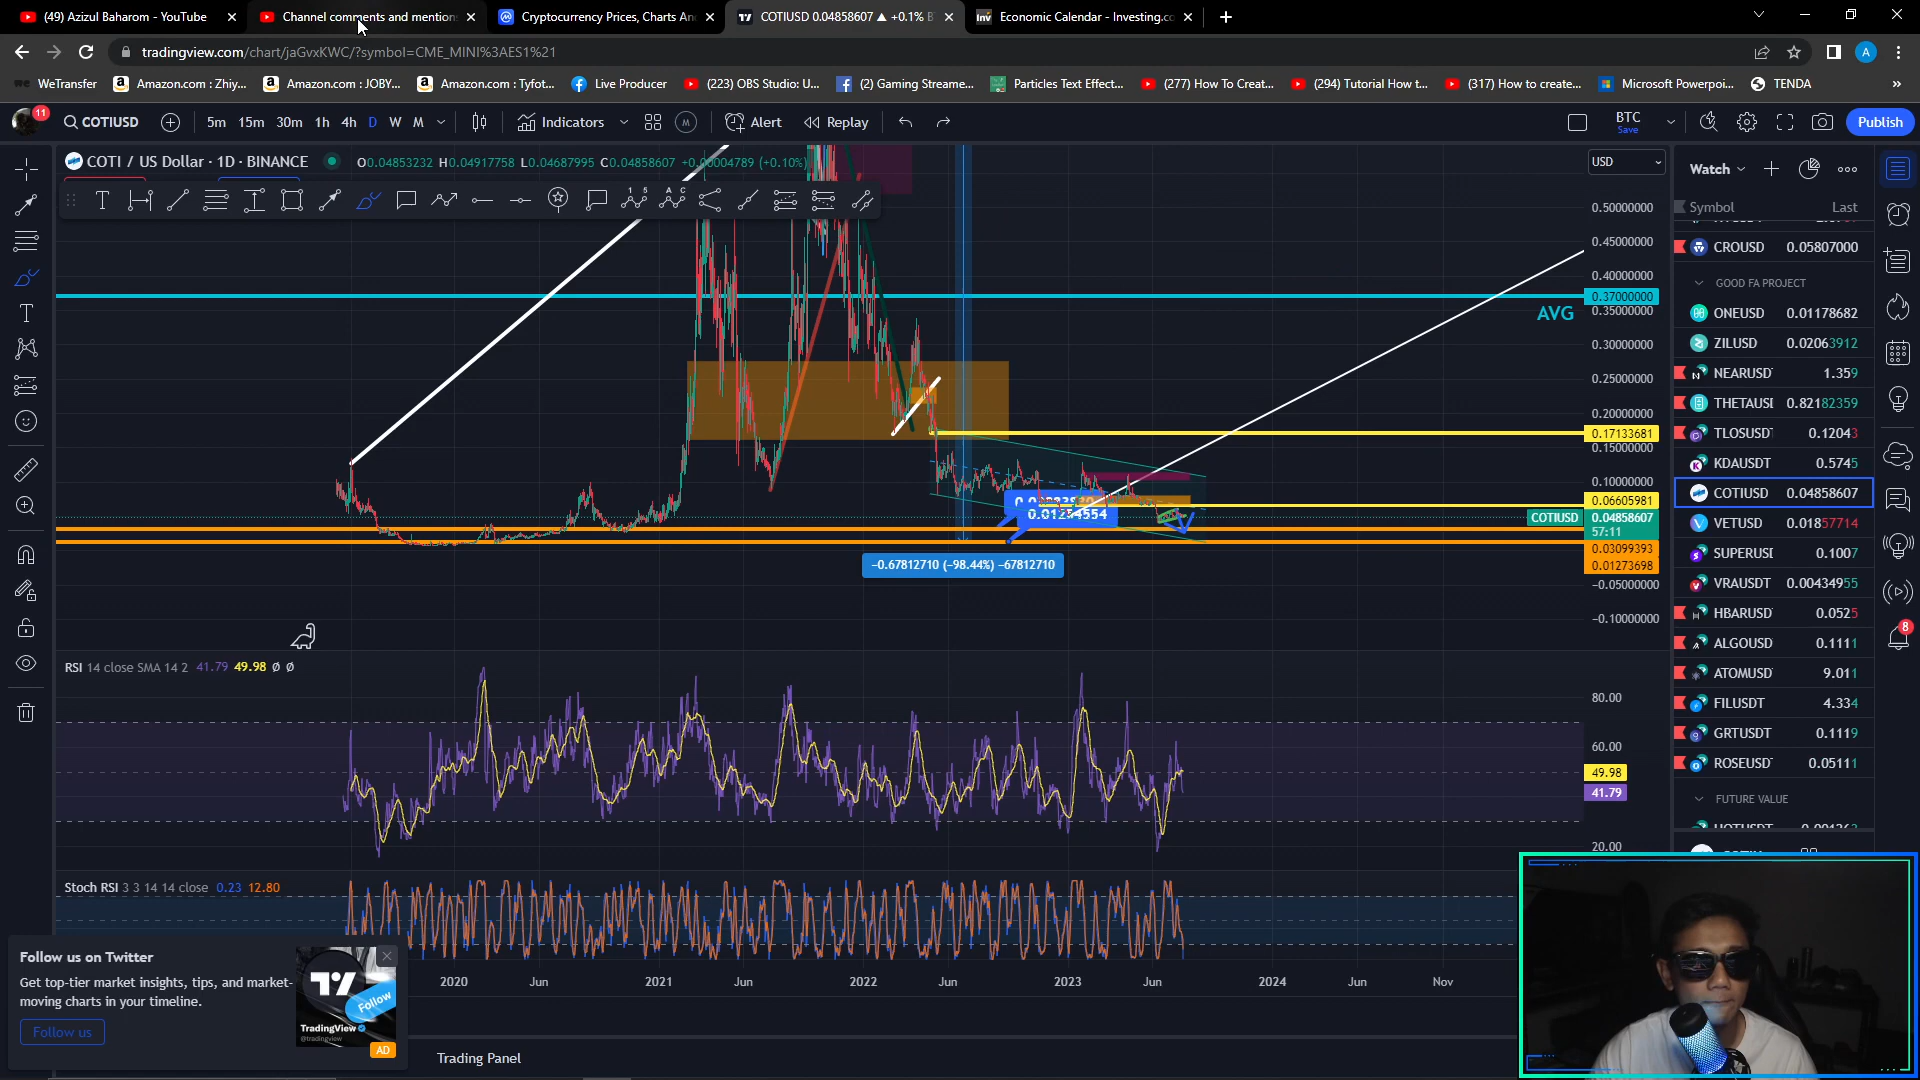 (49) Azizul Baharom - YouTube
Channel comments and mention
Cryptocurrency Prices, Charts An
COTIUSD 0.04858607 ▲ +0.1% B
Economic Calendar - Investing.co
tradingview.com/chart/jaGvxKWC/?symbol=CME_MINI%3AES1%21
WeTransfer
Amazon.com : Zhiy...
Amazon.com : JOBY...
Amazon.com : Tyfot...
Live Producer
(223) OBS Studio: U...
(2) Gaming Streame...
Particles Text Effect...
(277) How To Creat...
(294) Tutorial How t...
(317) How to create...
Microsoft Powerpoi...
TENDA
11
COTIUSD
5m 15m 30m 1h 4h D W M
Indicators
Alert
Replay
BTC
Save
Publish
COTI / US Dollar · 1D · BINANCE
O0.04853232 H0.04917758 L0.04687995 C0.04858607 +0.00004789 (+0.10%)
USD
0.50000000
0.45000000
0.40000000
0.37000000
0.35000000
AVG
0.30000000
0.25000000
0.20000000
0.17133681
0.15000000
0.10000000
0.06605981
COTIUSD 0.04858607
57:11
0.03099393
0.01273698
−0.05000000
−0.10000000
0.01254554
−0.67812710 (−98.44%) −67812710
RSI 14 close SMA 14 2 41.79 49.98 ø ø
80.00
60.00
49.98
41.79
20.00
Stoch RSI 3 3 14 14 close 0.23 12.80
2020 Jun 2021 Jun 2022 Jun 2023 Jun 2024 Jun Nov
Follow us on Twitter
Get top-tier market insights, tips, and market-
moving charts in your timeline.
Follow us
Follow
TradingView
@tradingview
AD
Trading Panel
Watch
Symbol Last
CROUSD 0.05807000
GOOD FA PROJECT
ONEUSD 0.01178682
ZILUSD 0.02063912
NEARUSD 1.359
THETAUSD 0.82182359
TLOSUSD 0.12043
KDAUSDT 0.5745
COTIUSD 0.04858607
VETUSD 0.01857714
SUPERUSD 0.1007
VRAUSDT 0.00434955
HBARUSD 0.0525
ALGOUSD 0.1111
ATOMUSD 9.011
FILUSDT 4.334
GRTUSDT 0.1119
ROSEUSD 0.05111
FUTURE VALUE
8